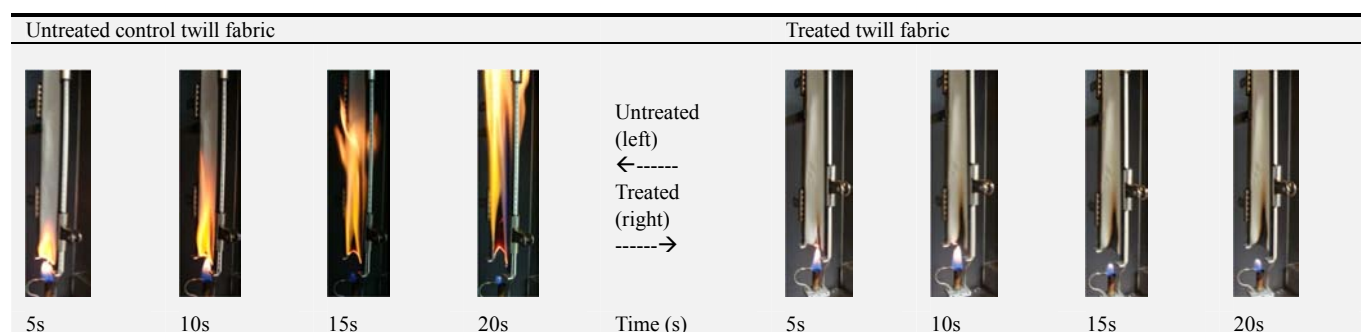 Untreated control twill fabric
Treated twill fabric
Untreated
(left)
←------
Treated
(right)
------→
5s 10s 15s 20s Time (s) 5s 10s 15s 20s